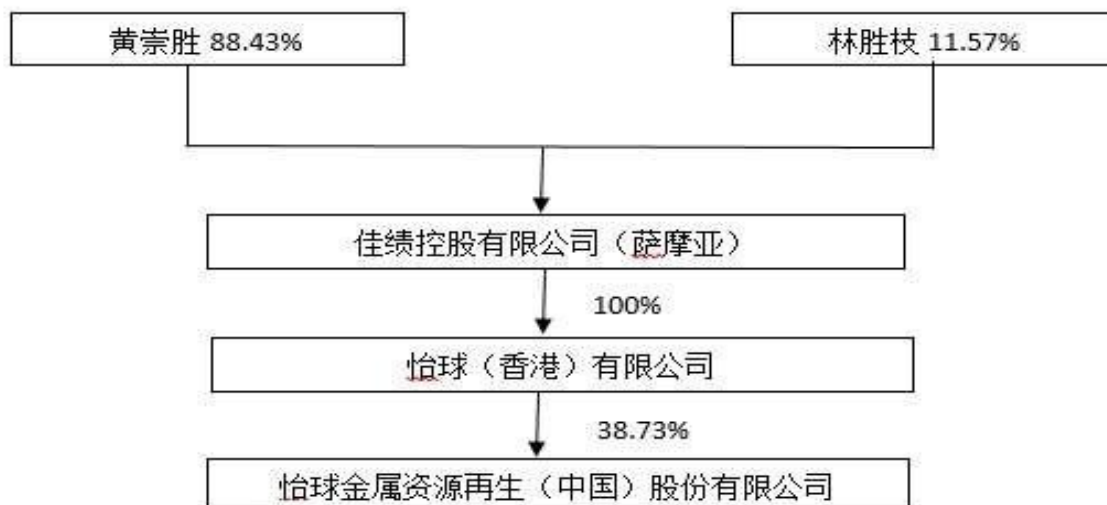 黄崇胜 88.43%
林胜枝 11.57%
佳绩控股有限公司（萨摩亚）
100%
怡球（香港）有限公司
38.73%
怡球金属资源再生（中国）股份有限公司